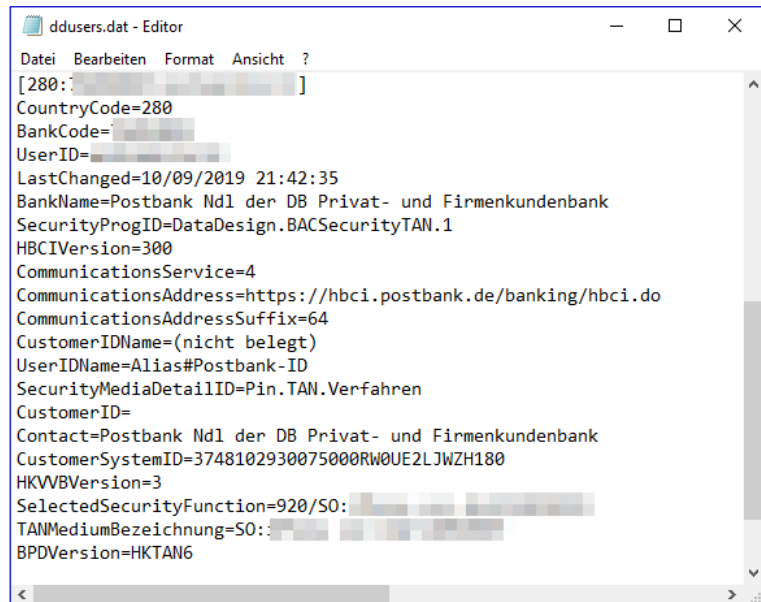 ddusers.dat - Editor
Datei Bearbeiten Format Ansicht ?
[280: ]
CountryCode=280
BankCode=
UserID=
LastChanged=10/09/2019 21:42:35
BankName=Postbank Ndl der DB Privat- und Firmenkundenbank
SecurityProgID=DataDesign.BACSecurityTAN.1
HBCIVersion=300
CommunicationsService=4
CommunicationsAddress=https://hbci.postbank.de/banking/hbci.do
CommunicationsAddressSuffix=64
CustomerIDName=(nicht belegt)
UserIDName=Alias#Postbank-ID
SecurityMediaDetailID=Pin.TAN.Verfahren
CustomerID=
Contact=Postbank Ndl der DB Privat- und Firmenkundenbank
CustomerSystemID=3748102930075000RW0UE2LJWZH180
HKVVBVersion=3
SelectedSecurityFunction=920/SO:
TANMediumBezeichnung=SO:
BPDVersion=HKTAN6